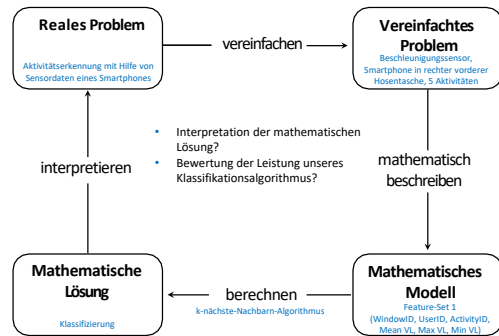 Reales Problem
Aktivitätserkennung mit Hilfe von
Sensordaten eines Smartphones
vereinfachen
Vereinfachtes
Problem
Beschleunigungssensor,
Smartphone in rechter vorderer
Hosentasche, 5 Aktivitäten
• Interpretation der mathematischen
Lösung?
• Bewertung der Leistung unseres
Klassifikationsalgorithmus?
interpretieren
mathematisch
beschreiben
Mathematische
Lösung
Klassifizierung
berechnen
k-nächste-Nachbarn-Algorithmus
Mathematisches
Modell
Feature-Set 1
(WindowID, UserID, ActivityID,
Mean VL, Max VL, Min VL)